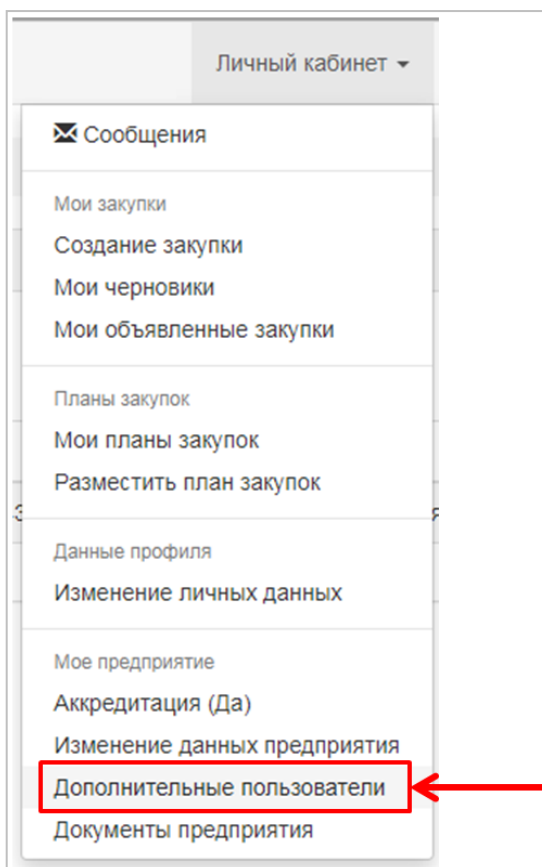 Личный кабинет
Сообщения
Мои закупки
Создание закупки
Мои черновики
Мои объявленные закупки
Планы закупок
Мои планы закупок
Разместить план закупок
Данные профиля
Изменение личных данных
Мое предприятие
Аккредитация (Да)
Изменение данных предприятия
Дополнительные пользователи
Документы предприятия